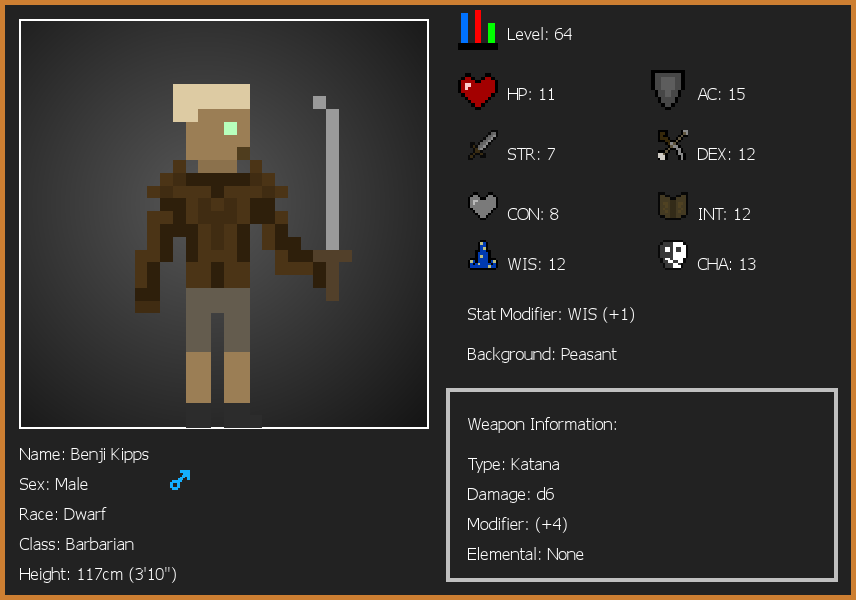 Level: 64
HP: 11
AC: 15
STR: 7
DEX: 12
CON: 8
INT: 12
WIS: 12
CHA: 13
Stat Modifier: WIS (+1)
Background: Peasant
Weapon Information:
Type: Katana
Damage: d6
Modifier: (+4)
Elemental: None
Name: Benji Kipps
Sex: Male
Race: Dwarf
Class: Barbarian
Height: 117cm (3'10")